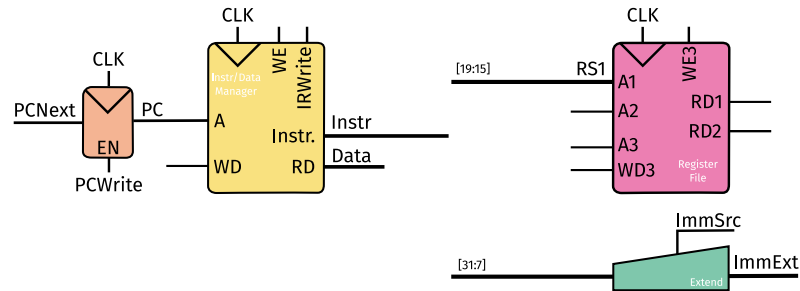 CLK
PCNext
EN
PCWrite
PC
CLK
WE
IRWrite
Instr/Data
Manager
A
Instr.
WD
RD
Instr
Data
[19:15]
RS1
CLK
WE3
A1
A2
A3
WD3
RD1
RD2
Register
File
[31:7]
ImmSrc
Extend
ImmExt